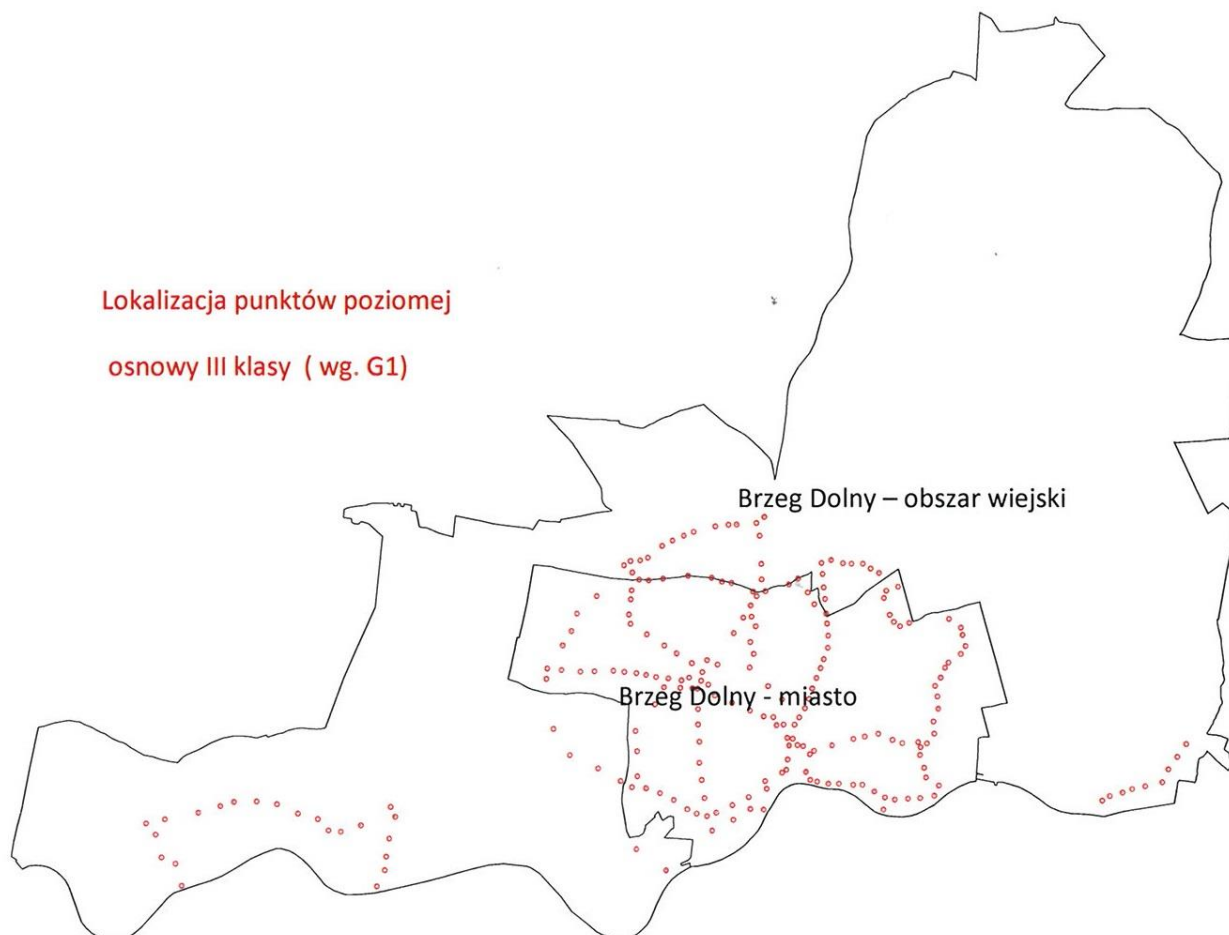 Lokalizacja punktów poziomej
osnowy III klasy ( wg. G1)
Brzeg Dolny – obszar wiejski
Brzeg Dolny - miasto